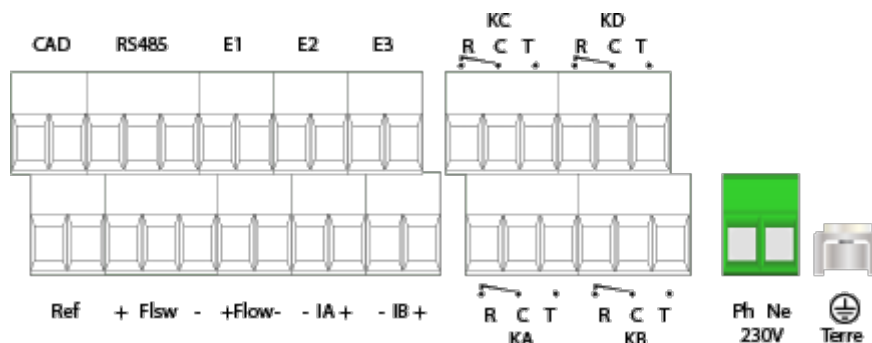 KC KD
CAD RS485 E1 E2 E3 R C T R C T
Ref + Flsw - +Flow- - IA + - IB + R C T R C T Ph Ne
KA KB 230V Terre